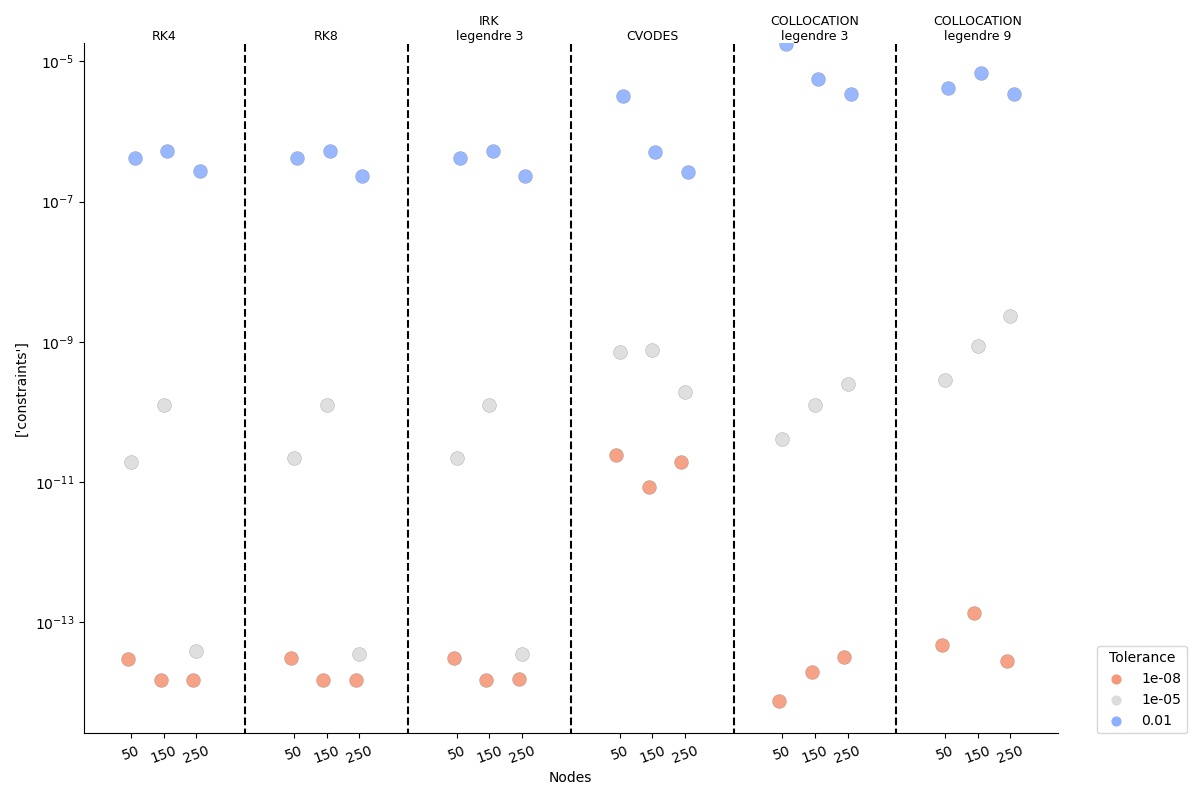 RK4
RK8
IRK
legendre 3
CVODES
COLLOCATION
legendre 3
COLLOCATION
legendre 9
10⁻⁵
10⁻⁷
10⁻⁹
10⁻¹¹
10⁻¹³
['constraints']
50 150 250 50 150 250 50 150 250 50 150 250 50 150 250 50 150 250
Nodes
Tolerance
1e-08
1e-05
0.01